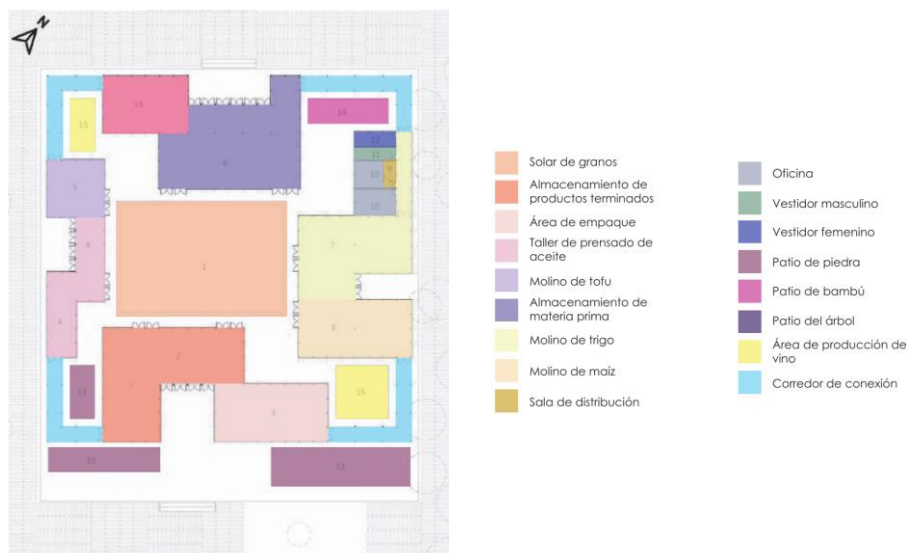 N
16
14
15
6
12
11
9
10
5
10
4
7
1
4
8
2
13
15
3
13
13
Solar de granos
Almacenamiento de
productos terminados
Área de empaque
Taller de prensado de
aceite
Molino de tofu
Almacenamiento de
materia prima
Molino de trigo
Molino de maíz
Sala de distribución
Oficina
Vestidor masculino
Vestidor femenino
Patio de piedra
Patio de bambú
Patio del árbol
Área de producción de
vino
Corredor de conexión